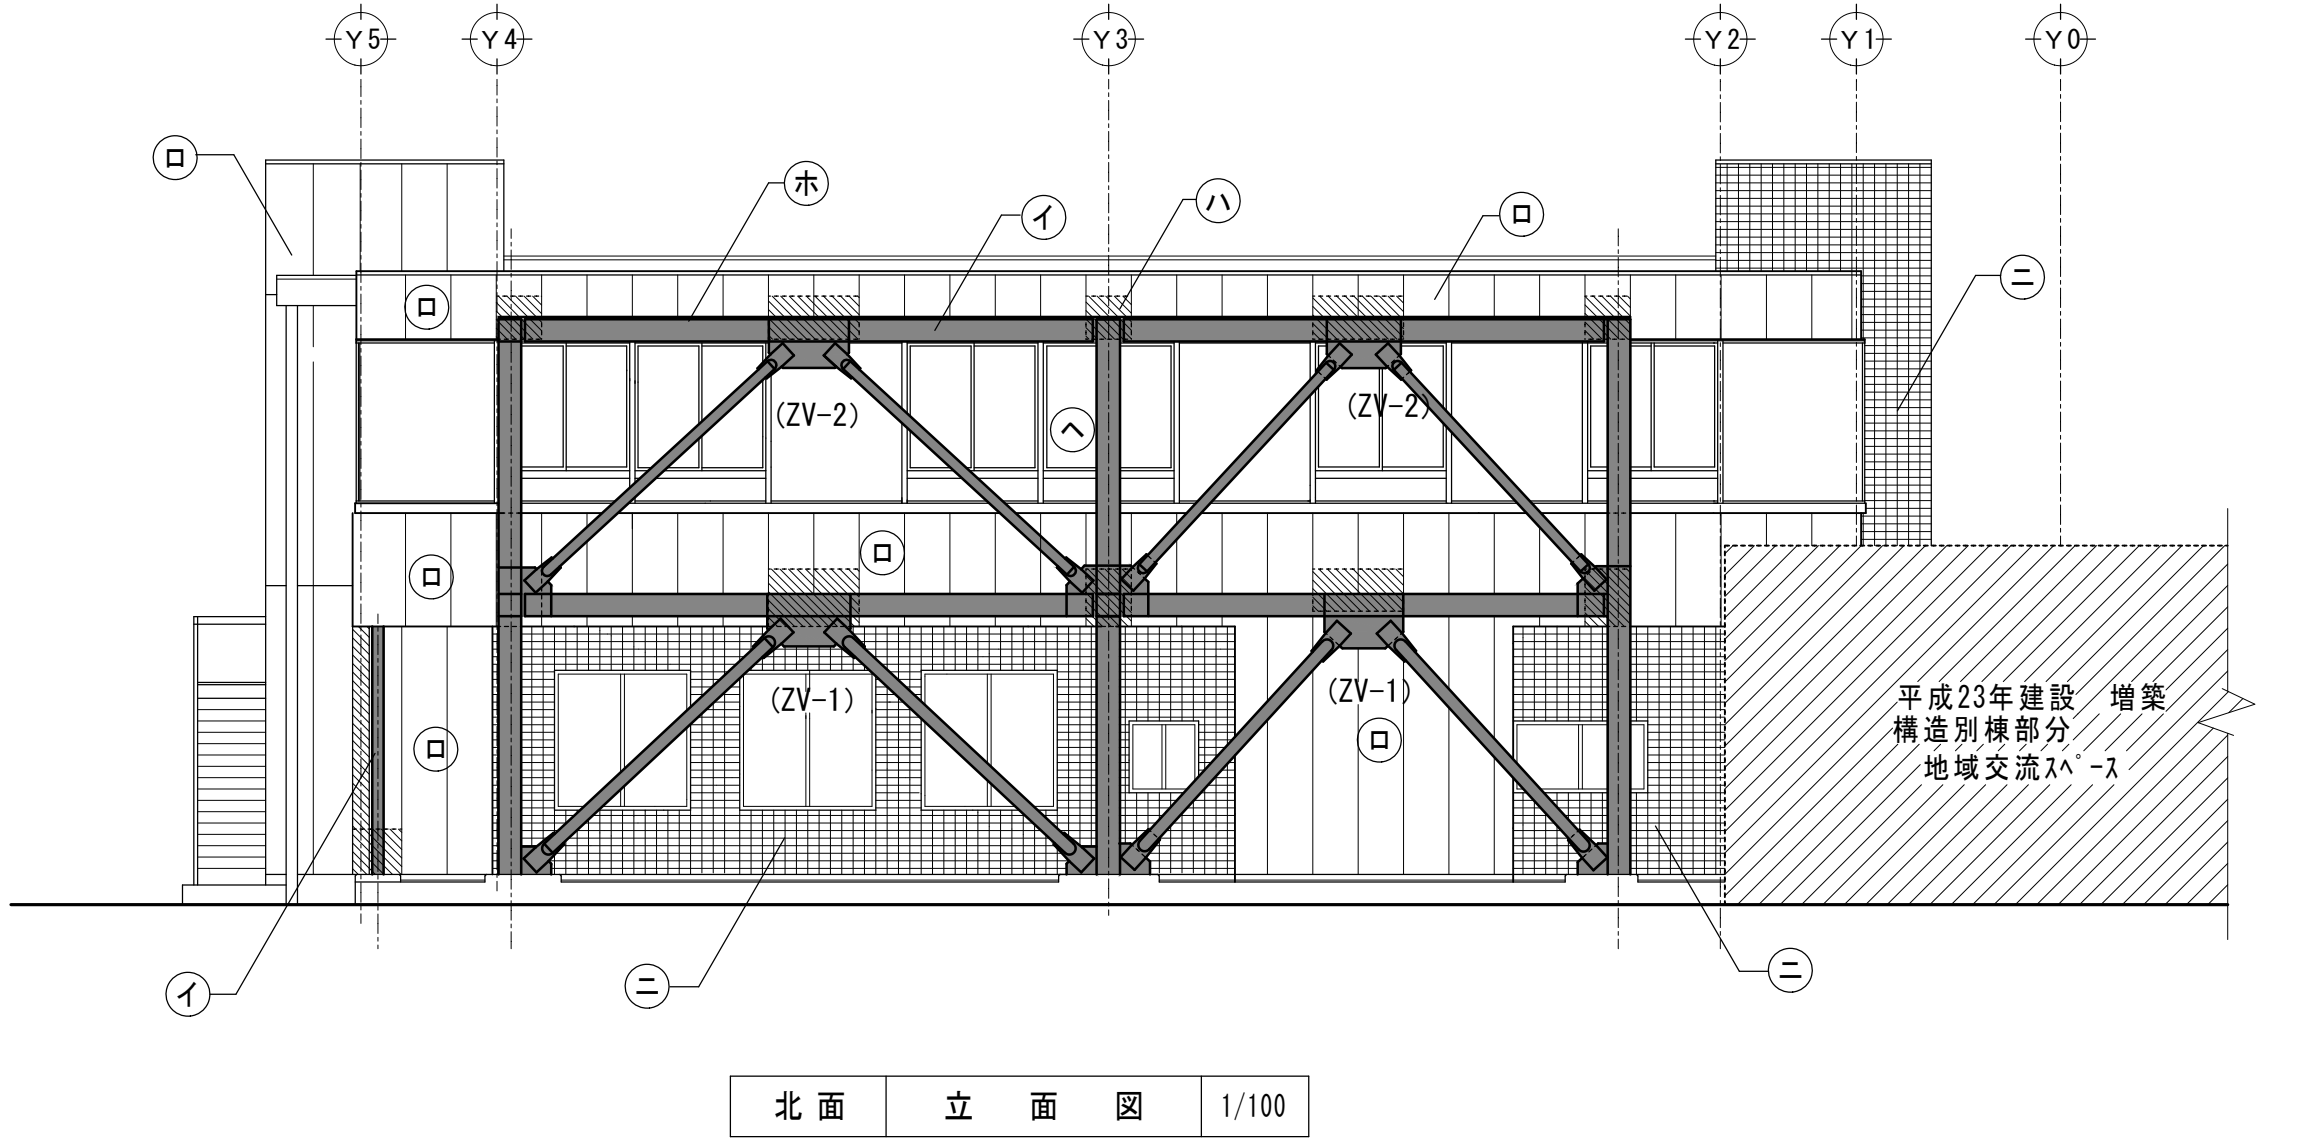 Y5 Y4 Y3 Y2 Y1 Y0
ロ
ホ
イ
ハ
ロ
ニ
ロ
(ZV-2)
ヘ
(ZV-2)
ロ
ロ
(ZV-1)
(ZV-1)
ロ
ロ
平成23年建設 増築
構造別棟部分
地域交流スペース
イ
ニ
ニ
北面 立面図 1/100